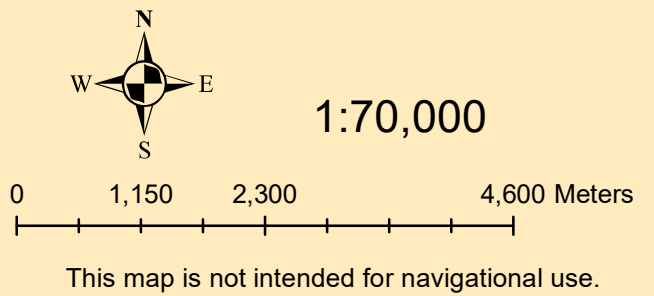 N
W E
S
1:70,000
0 1,150 2,300 4,600 Meters
This map is not intended for navigational use.